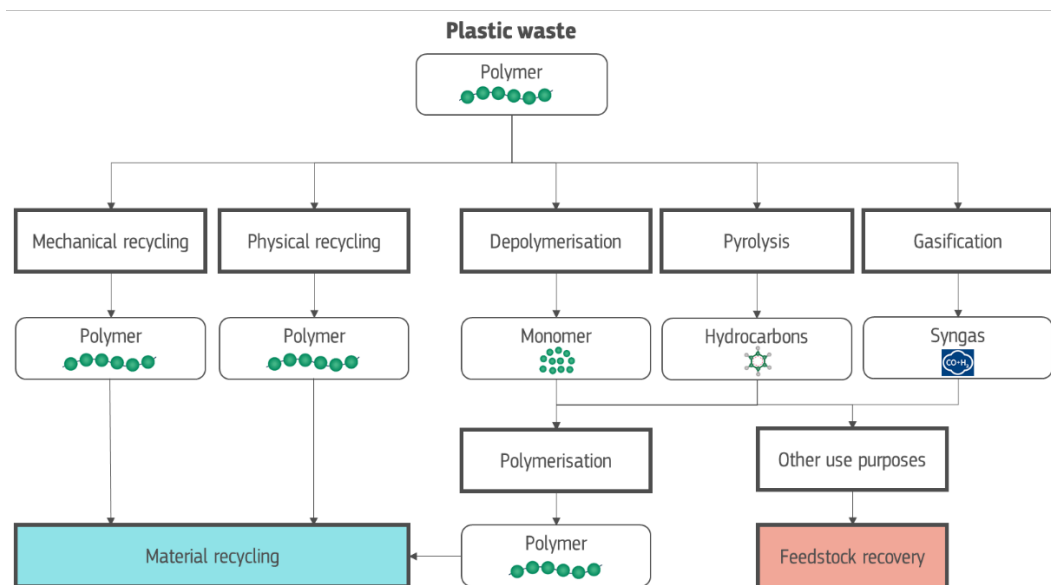 Plastic waste
Polymer
Mechanical recycling
Physical recycling
Depolymerisation
Pyrolysis
Gasification
Polymer
Polymer
Monomer
Hydrocarbons
Syngas
CO+H₂
Polymerisation
Other use purposes
Material recycling
Polymer
Feedstock recovery